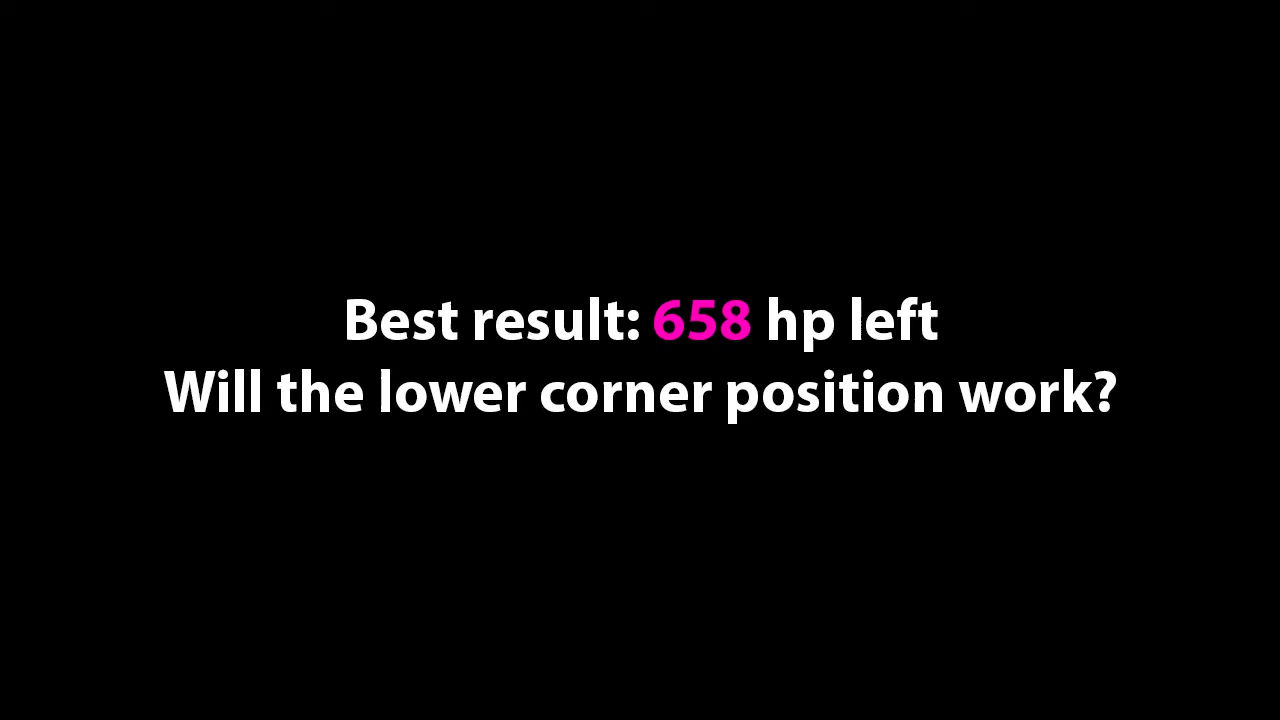 Best result: 658 hp left
Will the lower corner position work?